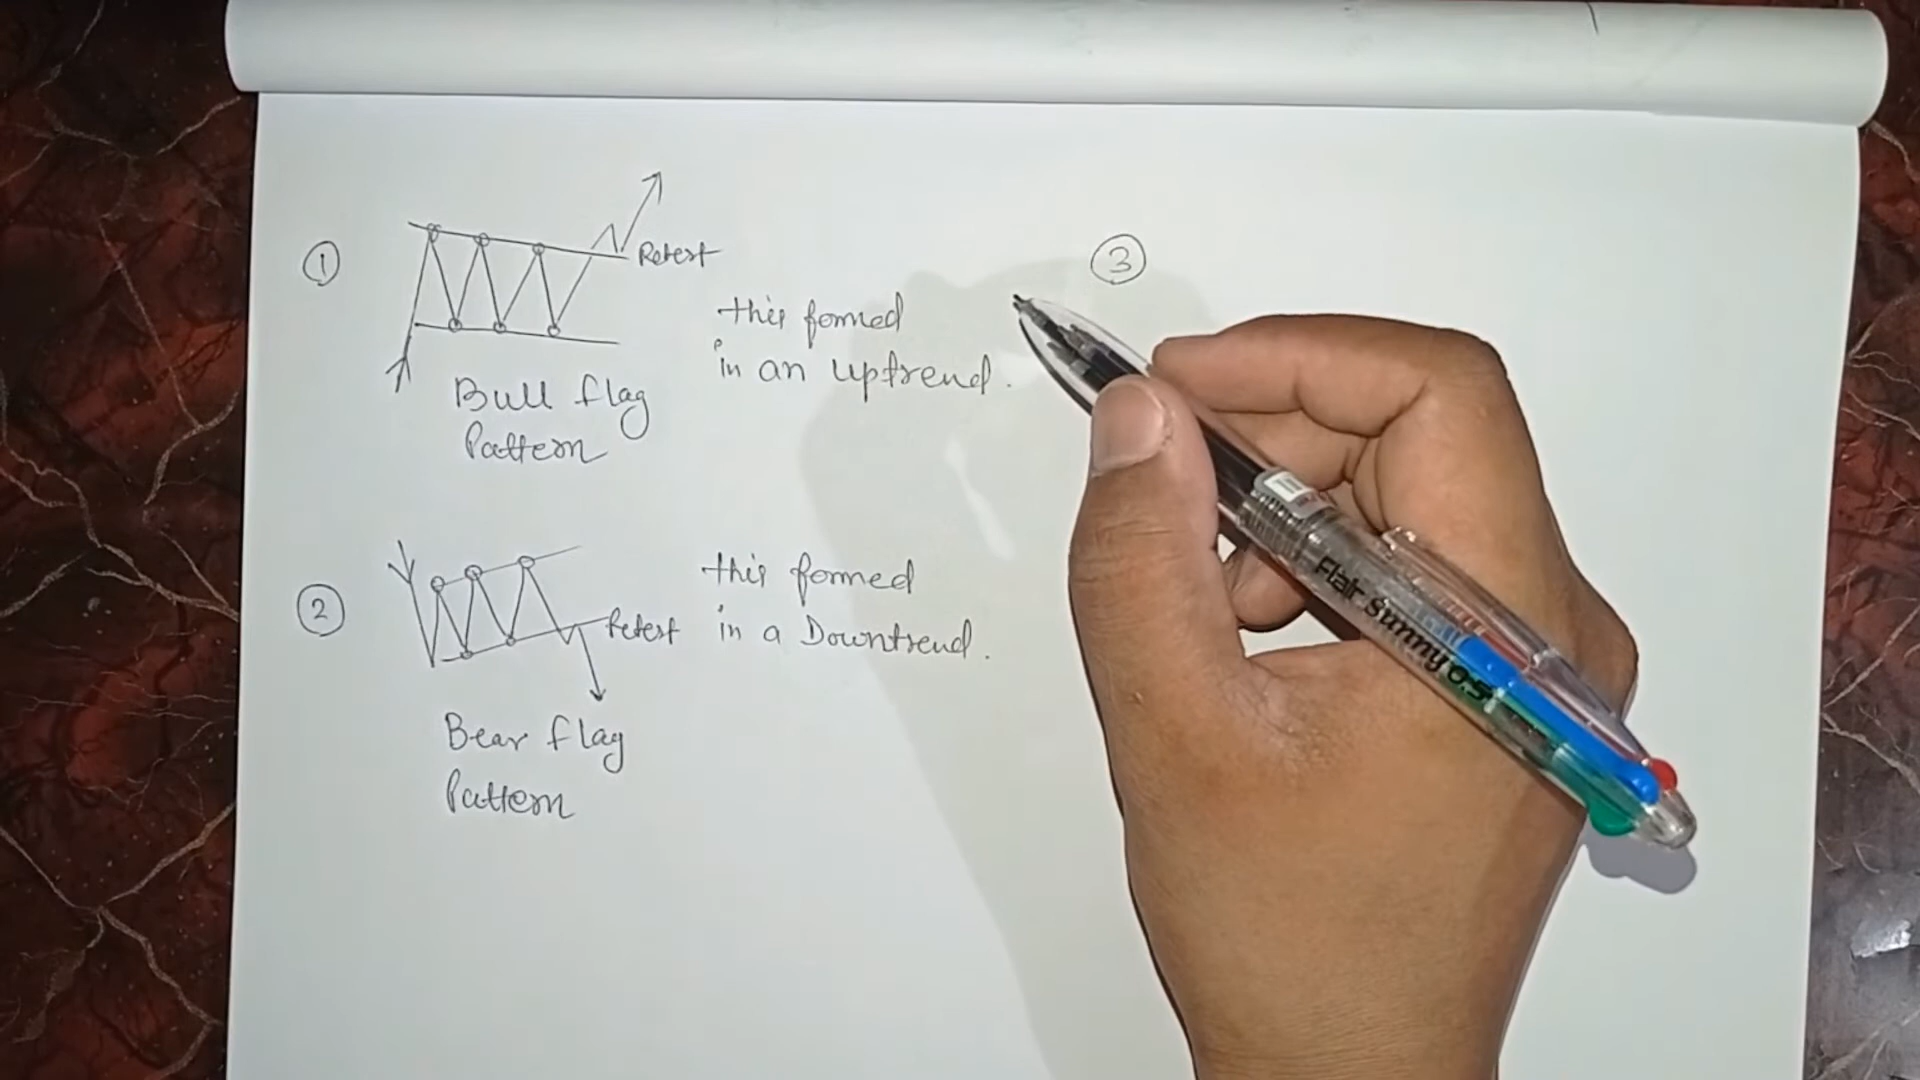 1
Retest
this formed
in an uptrend.
Bull flag
Pattern
2
Retest
this formed
in a Downtrend.
Bear flag
Pattern
3
Flair Sunny 0.5